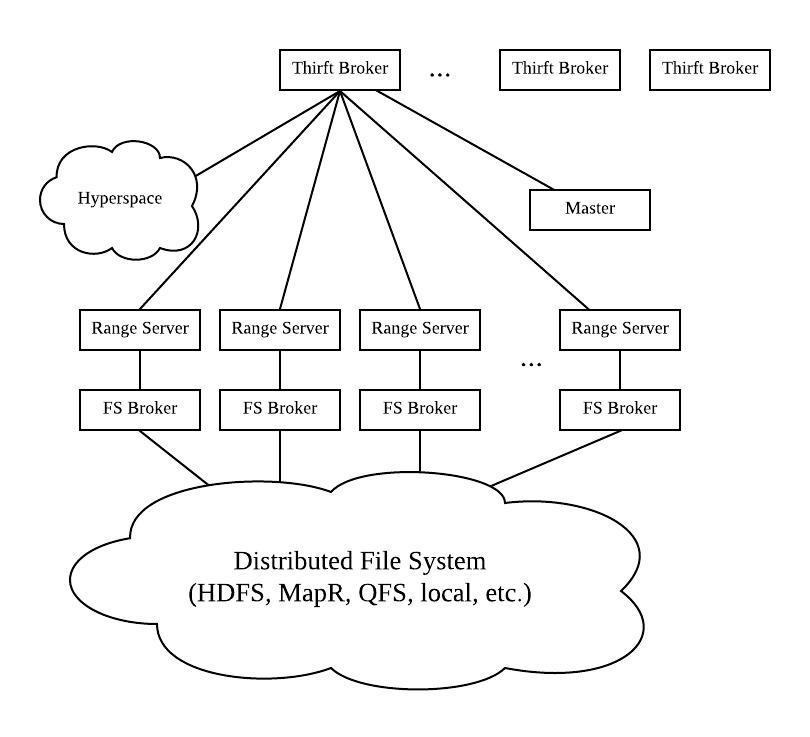 Thirft Broker ... Thirft Broker Thirft Broker
Hyperspace
Master
Range Server Range Server Range Server Range Server
...
FS Broker FS Broker FS Broker FS Broker
Distributed File System
(HDFS, MapR, QFS, local, etc.)